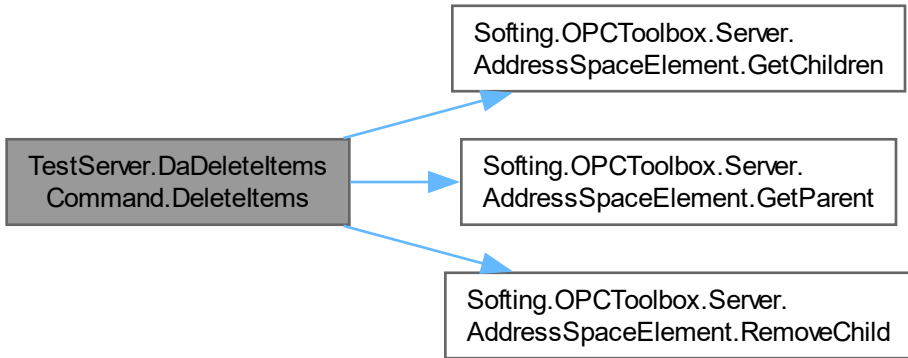 Softing.OPCToolbox.Server.
AddressSpaceElement.GetChildren
TestServer.DaDeleteItems
Command.DeleteItems
Softing.OPCToolbox.Server.
AddressSpaceElement.GetParent
Softing.OPCToolbox.Server.
AddressSpaceElement.RemoveChild